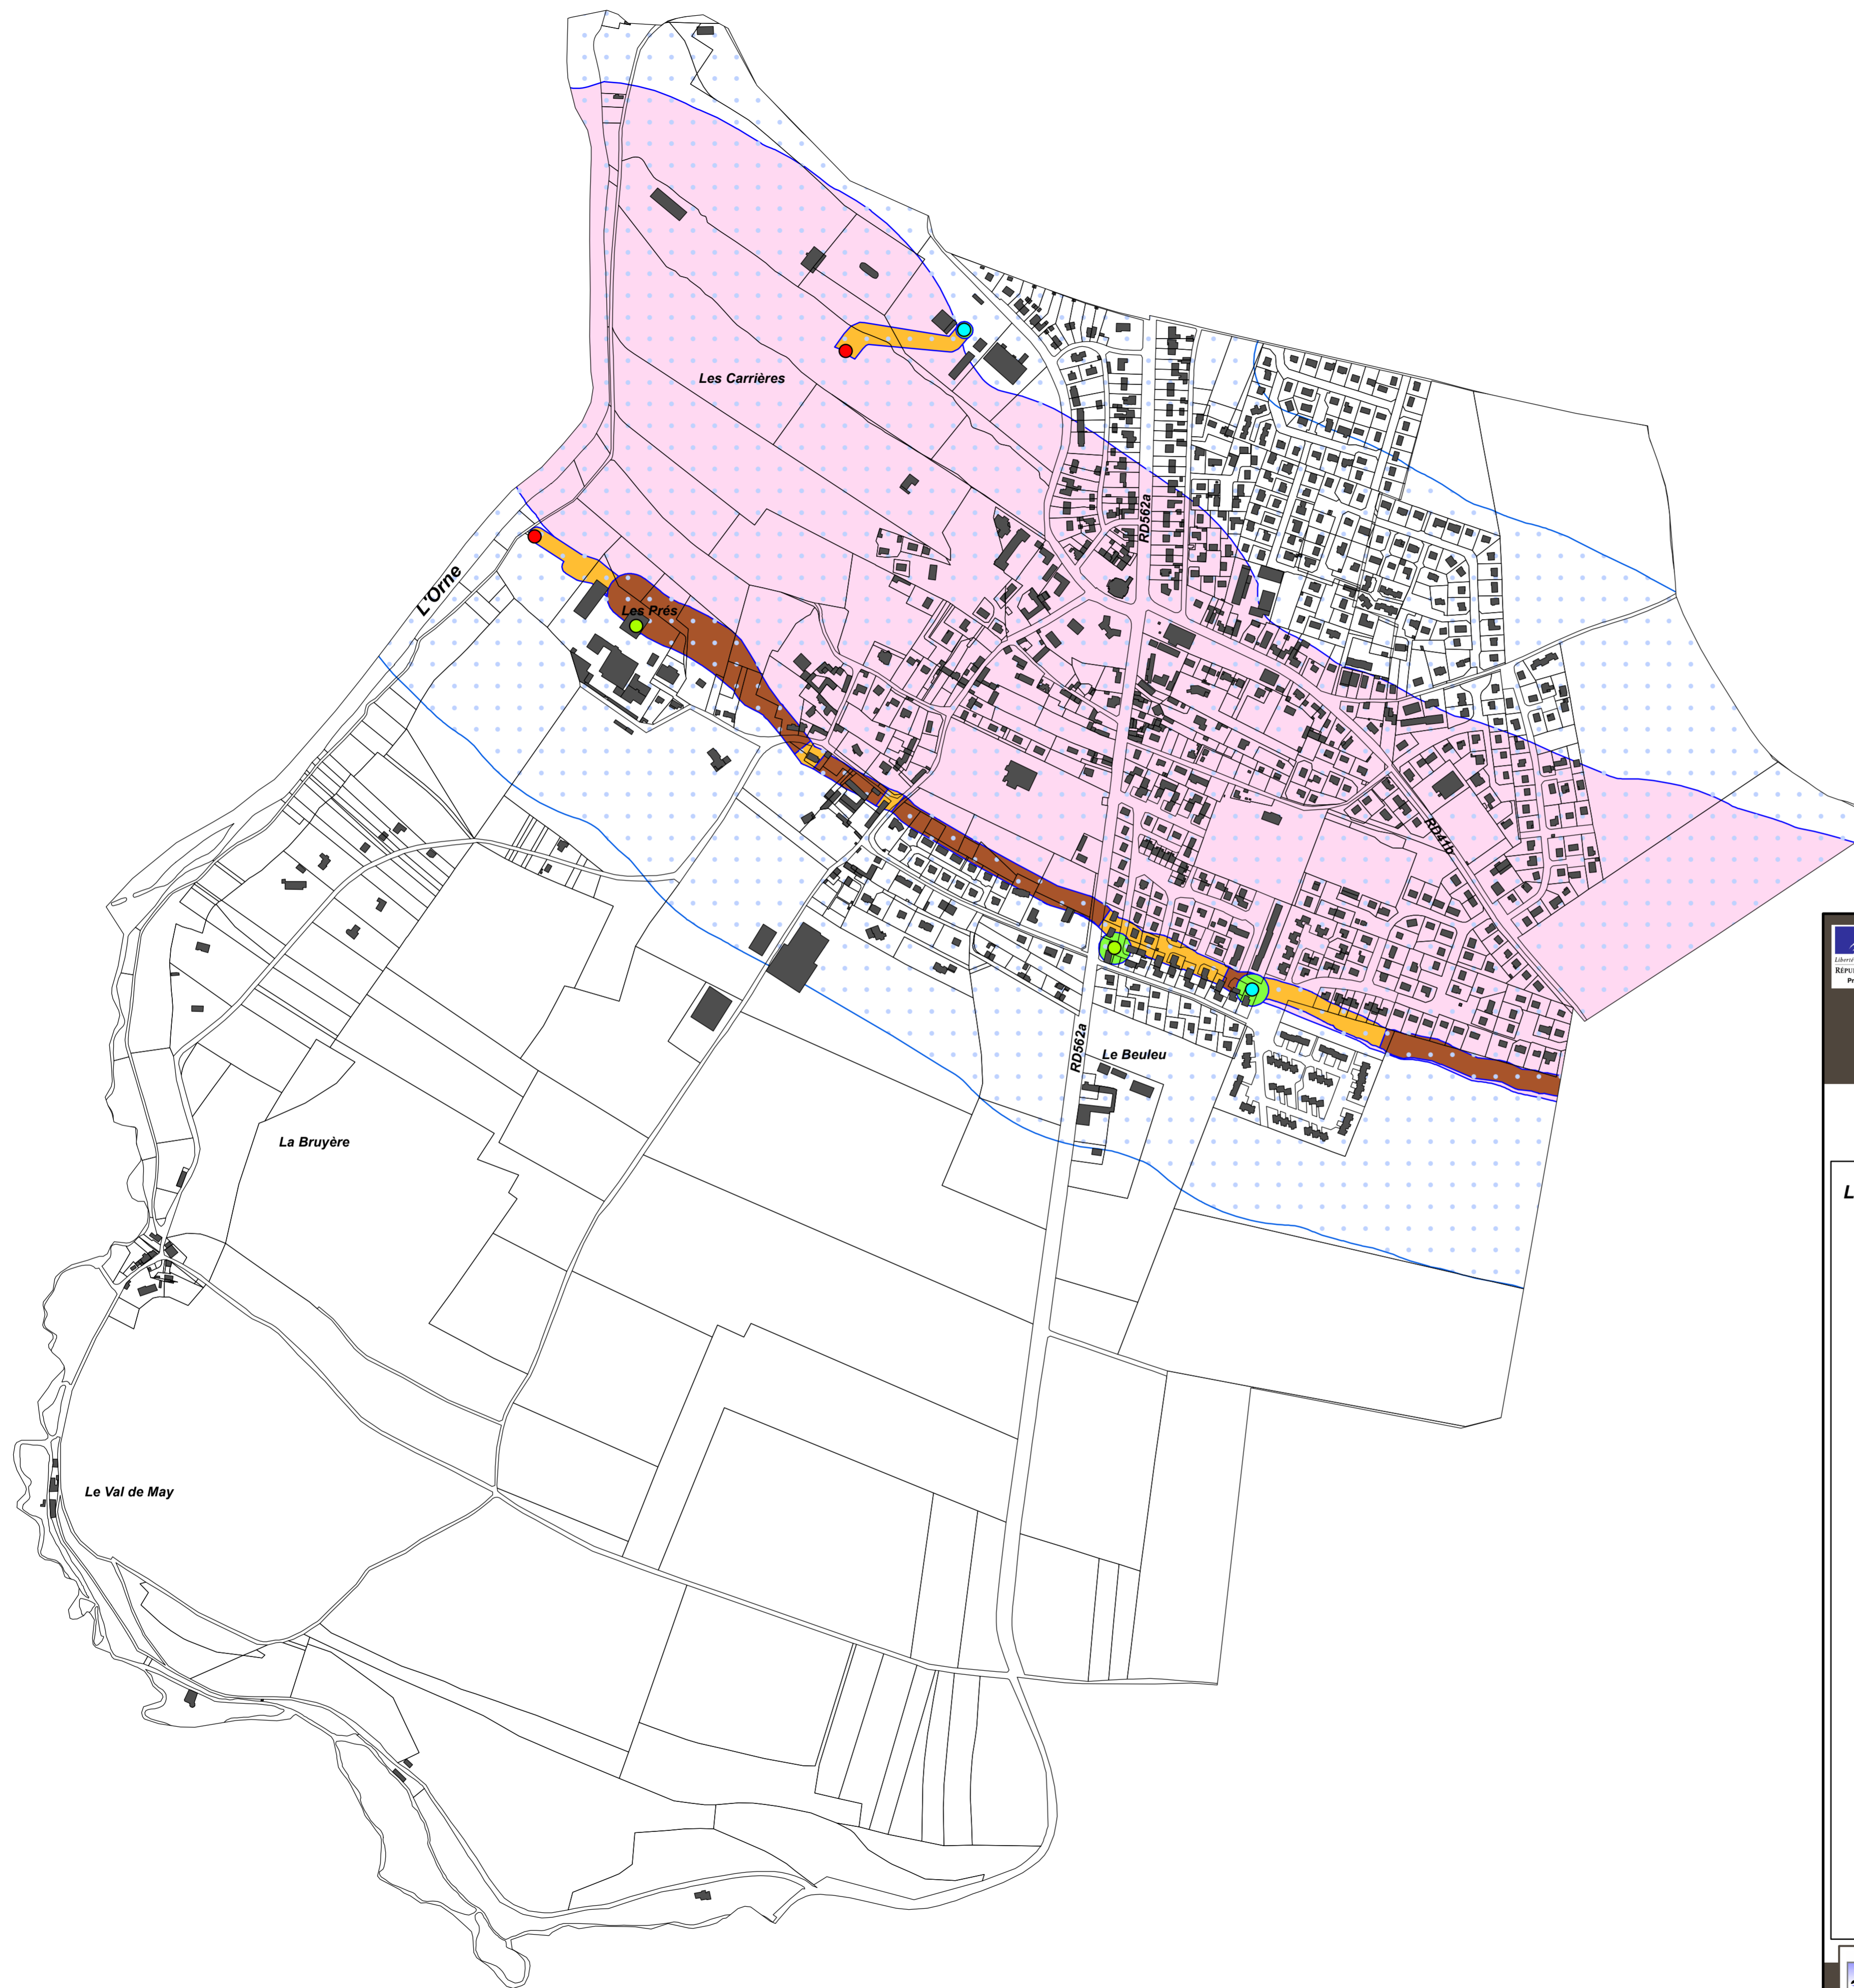 Les Carrières
RD562a
L'Orne
Les Prés
RD41b
RD562a
Le Beuleu
La Bruyère
Le Val de May
L